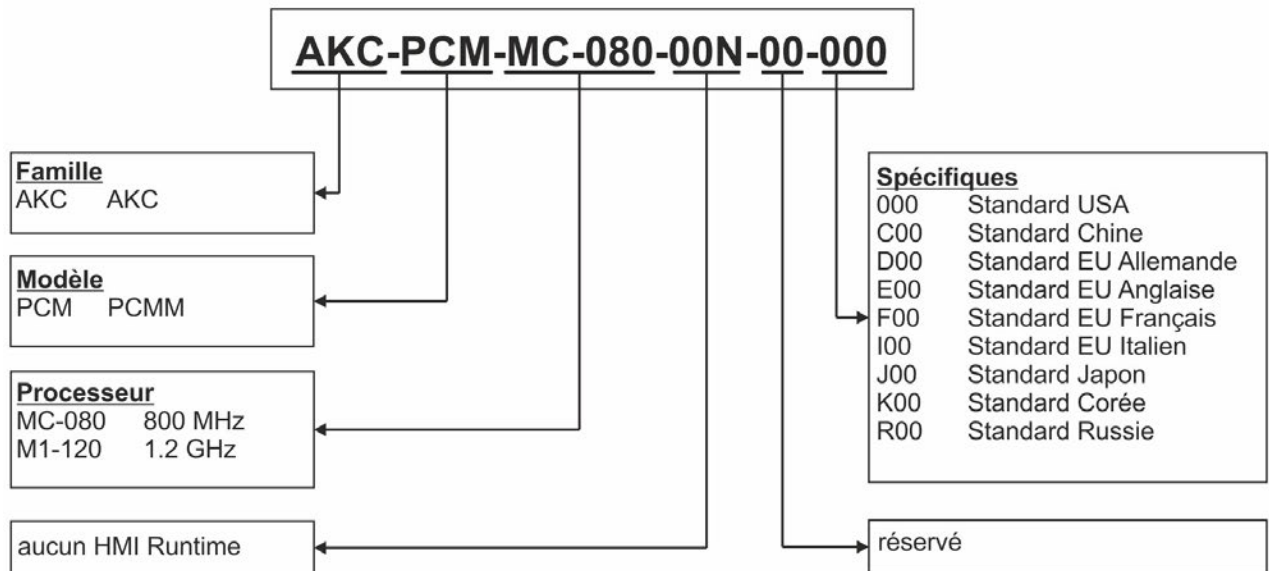 AKC-PCM-MC-080-00N-00-000
Famille
AKC AKC
Modèle
PCM PCMM
Processeur
MC-080 800 MHz
M1-120 1.2 GHz
aucun HMI Runtime
Spécifiques
000 Standard USA
C00 Standard Chine
D00 Standard EU Allemande
E00 Standard EU Anglaise
F00 Standard EU Français
I00 Standard EU Italien
J00 Standard Japon
K00 Standard Corée
R00 Standard Russie
réservé